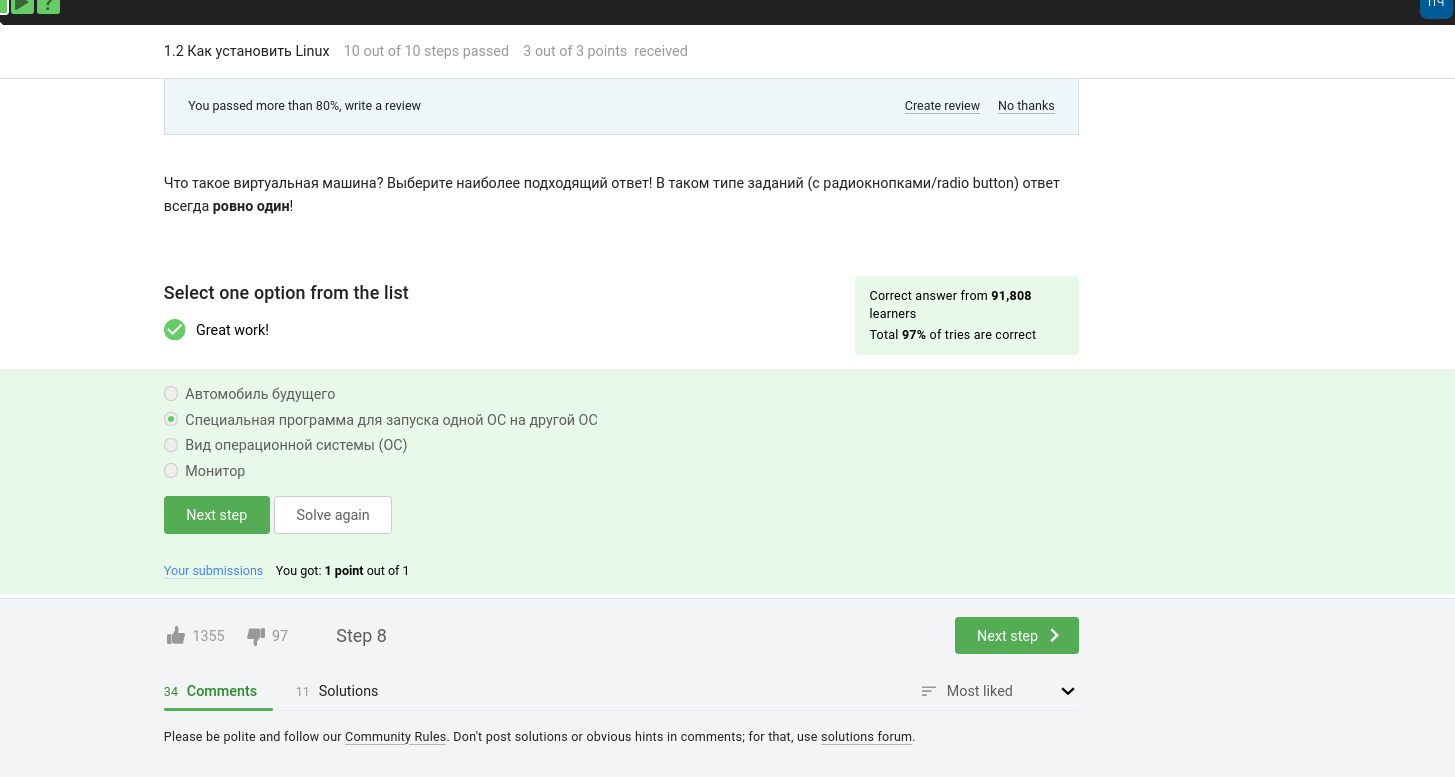 ?
ПЧ
1.2 Как установить Linux 10 out of 10 steps passed 3 out of 3 points received
You passed more than 80%, write a review Create review No thanks
Что такое виртуальная машина? Выберите наиболее подходящий ответ! В таком типе заданий (с радиокнопками/radio button) ответ
всегда ровно один!
Select one option from the list
Great work!
Correct answer from 91,808
learners
Total 97% of tries are correct
Автомобиль будущего
Специальная программа для запуска одной ОС на другой ОС
Вид операционной системы (ОС)
Монитор
Next step Solve again
Your submissions You got: 1 point out of 1
1355 97 Step 8 Next step
34 Comments 11 Solutions Most liked
Please be polite and follow our Community Rules. Don't post solutions or obvious hints in comments; for that, use solutions forum.